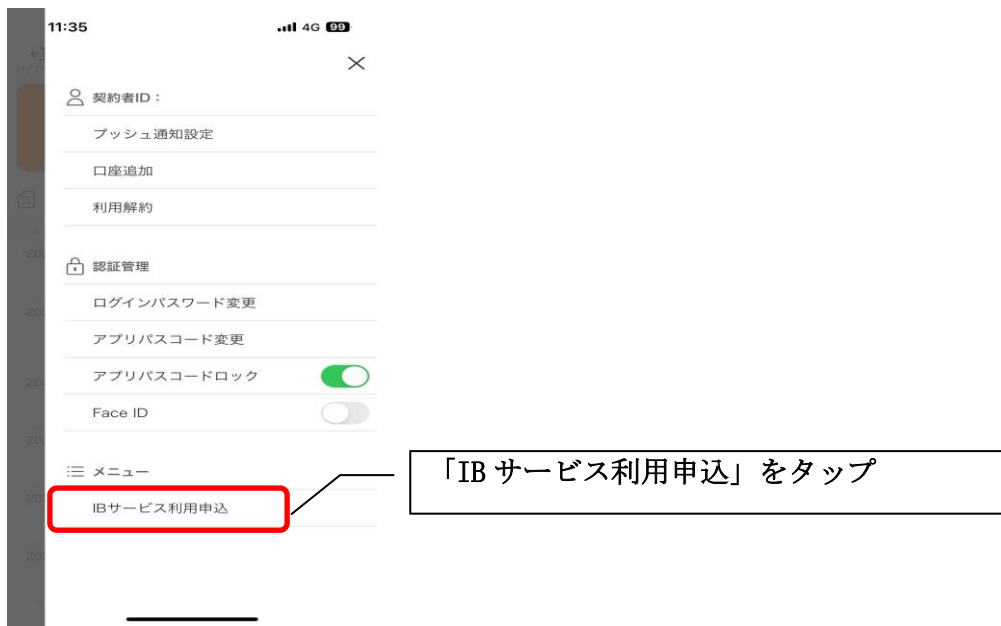 11:35
4G 99
契約者ID：
プッシュ通知設定
口座追加
利用解約
認証管理
ログインパスワード変更
アプリパスコード変更
アプリパスコードロック
Face ID
メニュー
IBサービス利用申込
「IB サービス利用申込」をタップ